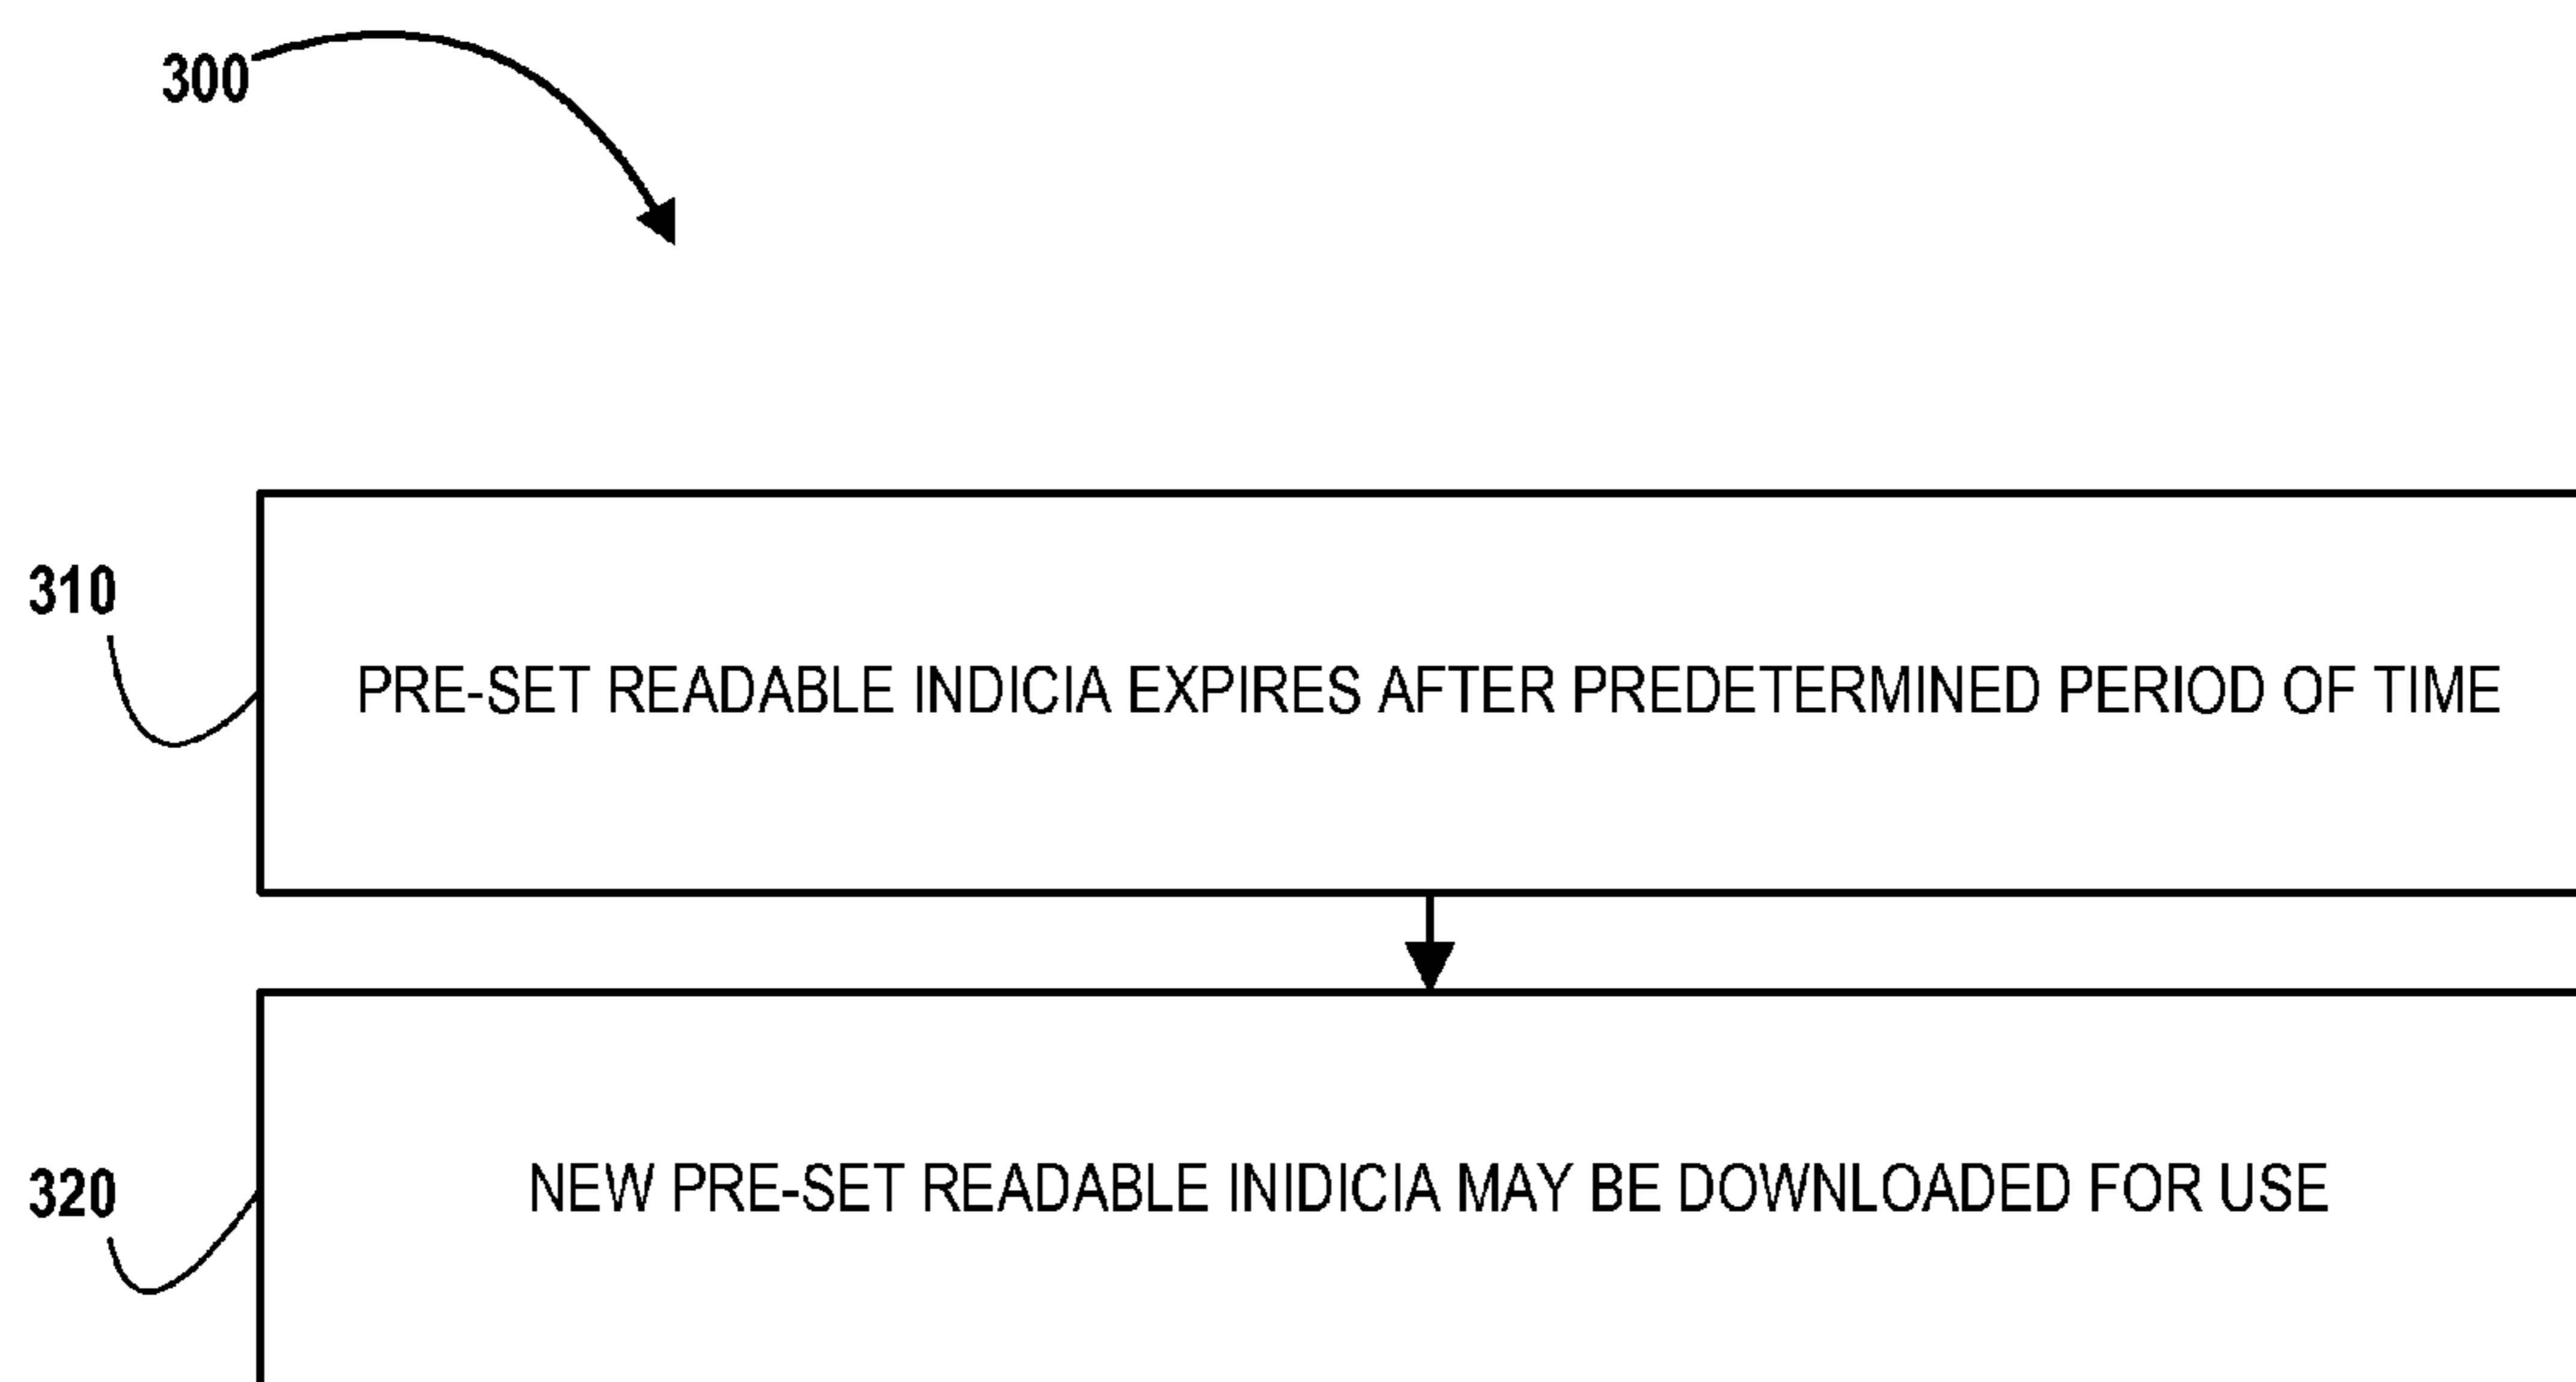 300
310
PRE-SET READABLE INDICIA EXPIRES AFTER PREDETERMINED PERIOD OF TIME
320
NEW PRE-SET READABLE INIDICIA MAY BE DOWNLOADED FOR USE